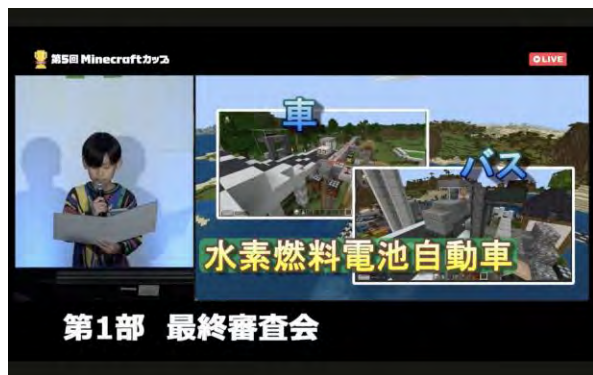 第5回 Minecraftカップ
LIVE
車
バス
水素燃料電池自動車
第1部 最終審査会